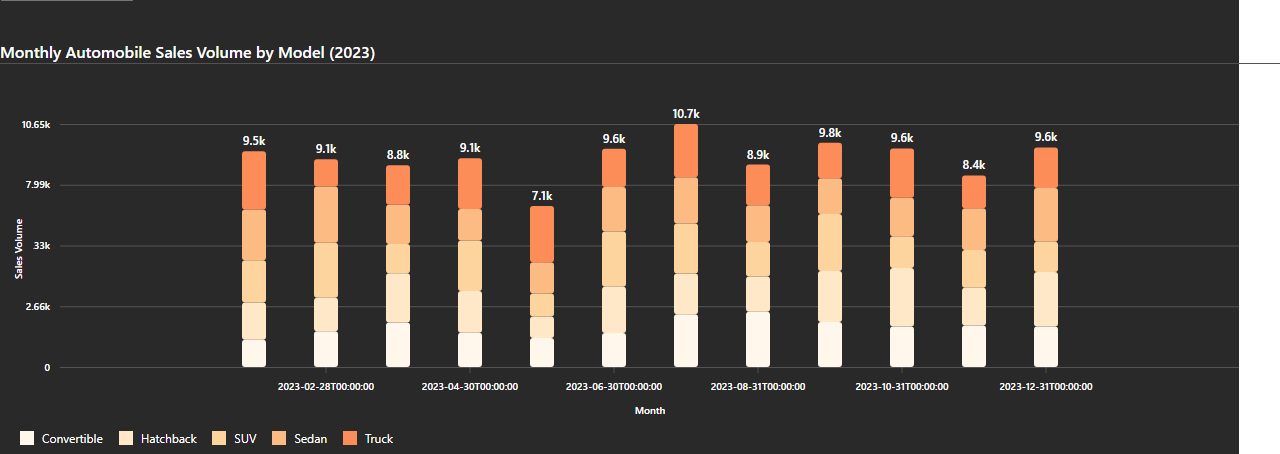 Monthly Automobile Sales Volume by Model (2023)
10.7k
9.8k
9.6k
9.6k
9.6k
9.5k
9.1k
9.1k
8.9k
8.8k
8.4k
7.1k
10.65k
7.99k
33k
2.66k
0
Sales Volume
2023-02-28T00:00:00 2023-04-30T00:00:00 2023-06-30T00:00:00 2023-08-31T00:00:00 2023-10-31T00:00:00 2023-12-31T00:00:00
Month
Convertible Hatchback SUV Sedan Truck